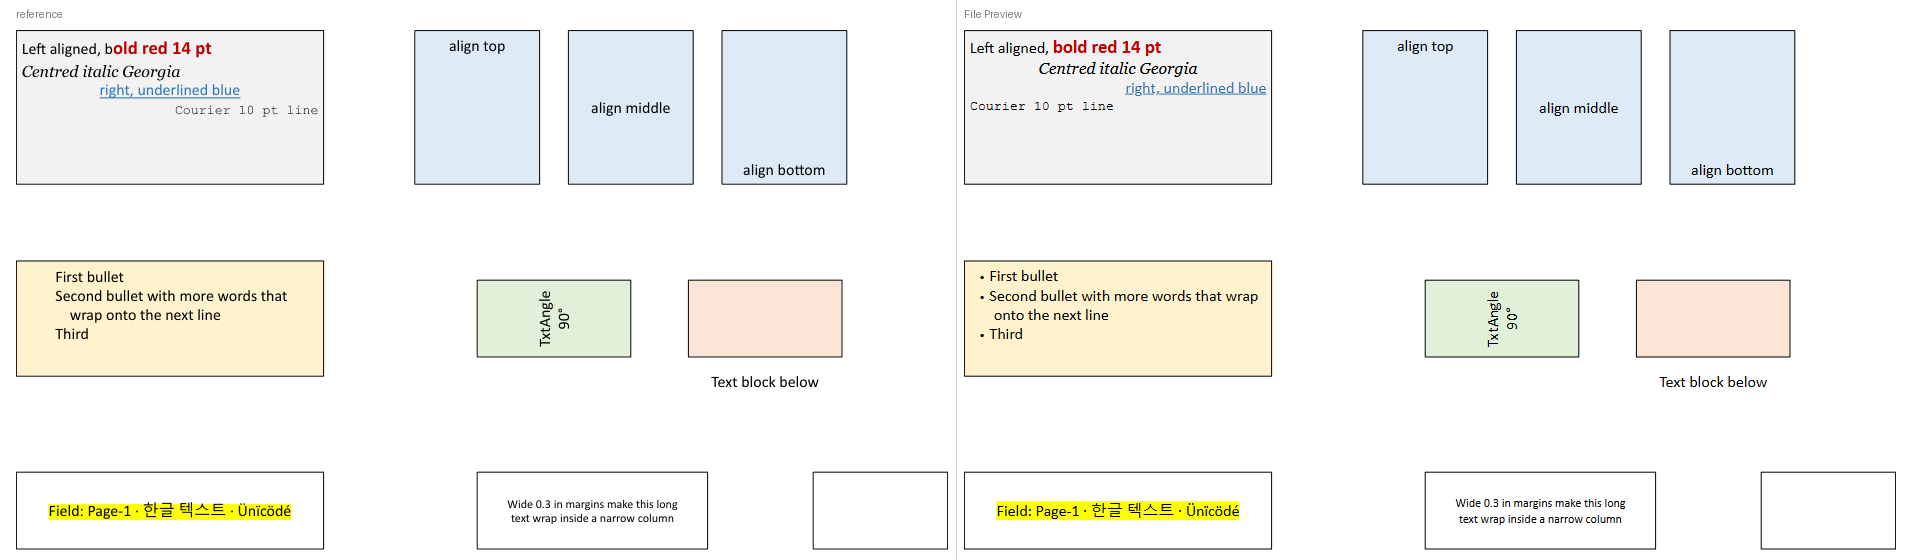 reference
Left aligned, bold red 14 pt
Centred italic Georgia
right, underlined blue
Courier 10 pt line
align top
align middle
align bottom
First bullet
Second bullet with more words that
wrap onto the next line
Third
TxtAngle
90°
Text block below
Field: Page-1 · 한글 텍스트 · Ünïcödé
Wide 0.3 in margins make this long
text wrap inside a narrow column
File Preview
Left aligned, bold red 14 pt
Centred italic Georgia
right, underlined blue
Courier 10 pt line
align top
align middle
align bottom
• First bullet
• Second bullet with more words that wrap
onto the next line
• Third
TxtAngle
90°
Text block below
Field: Page-1 · 한글 텍스트 · Ünïcödé
Wide 0.3 in margins make this long
text wrap inside a narrow column